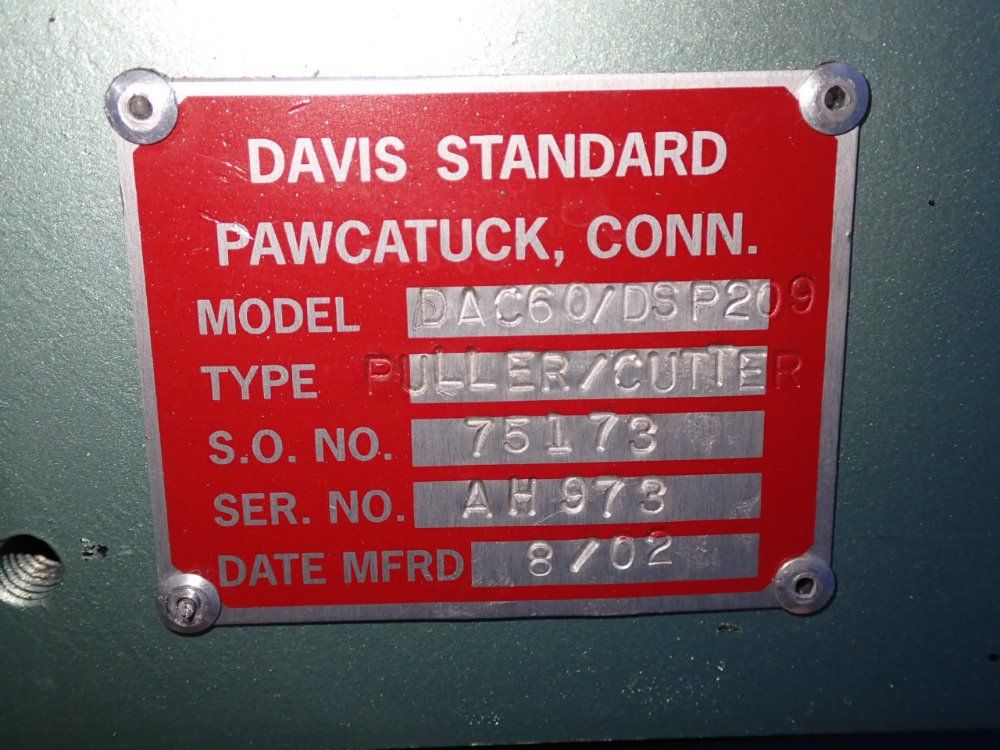 DAVIS STANDARD
PAWCATUCK, CONN.
MODEL DAC60/DSP209
TYPE PULLER/CUTTER
S.O. NO. 75173
SER. NO. AH973
DATE MFRD 8/02